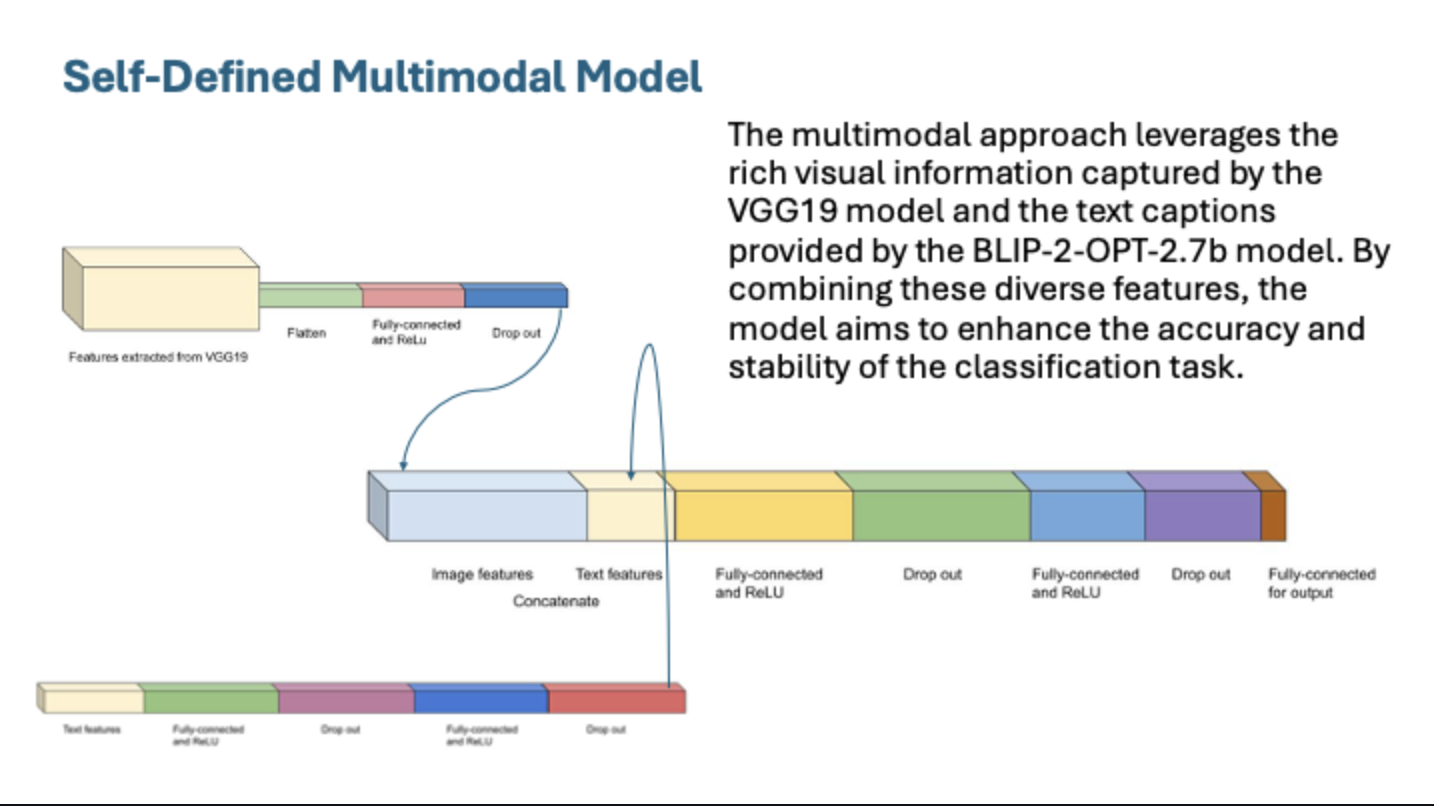 Self-Defined Multimodal Model
The multimodal approach leverages the
rich visual information captured by the
VGG19 model and the text captions
provided by the BLIP-2-OPT-2.7b model. By
combining these diverse features, the
model aims to enhance the accuracy and
stability of the classification task.
Features extracted from VGG19
Flatten
Fully-connected
and ReLu
Drop out
Image features
Text features
Concatenate
Fully-connected
and ReLU
Drop out
Fully-connected
and ReLU
Drop out
Fully-connected
for output
Text features
Fully-connected
and ReLU
Drop out
Fully-connected
and ReLU
Drop out